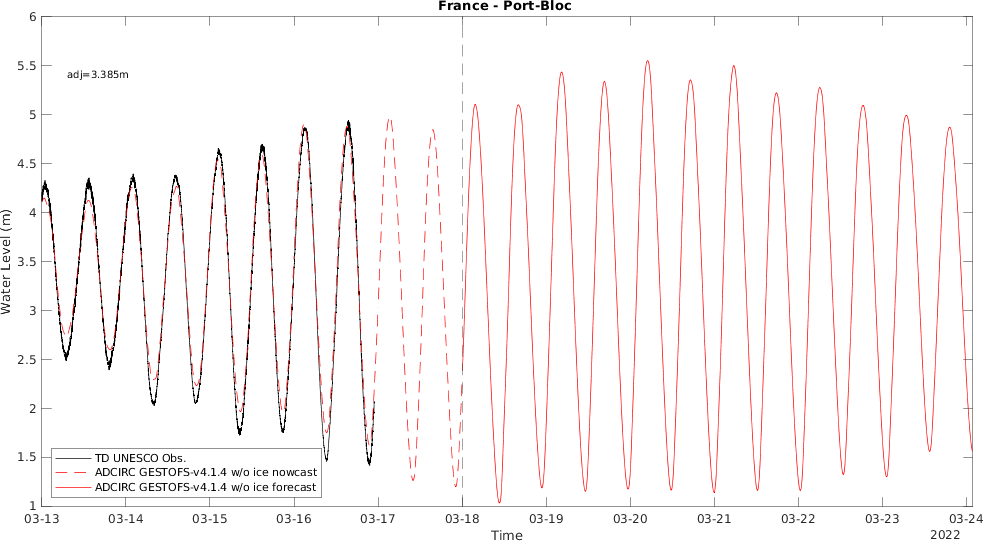 France - Port-Bloc
6
5.5
5
4.5
4
3.5
3
2.5
2
1.5
1
Water Level (m)
adj=3.385m
TD UNESCO Obs.
ADCIRC GESTOFS-v4.1.4 w/o ice nowcast
ADCIRC GESTOFS-v4.1.4 w/o ice forecast
03-13 03-14 03-15 03-16 03-17 03-18 03-19 03-20 03-21 03-22 03-23 03-24
Time
2022